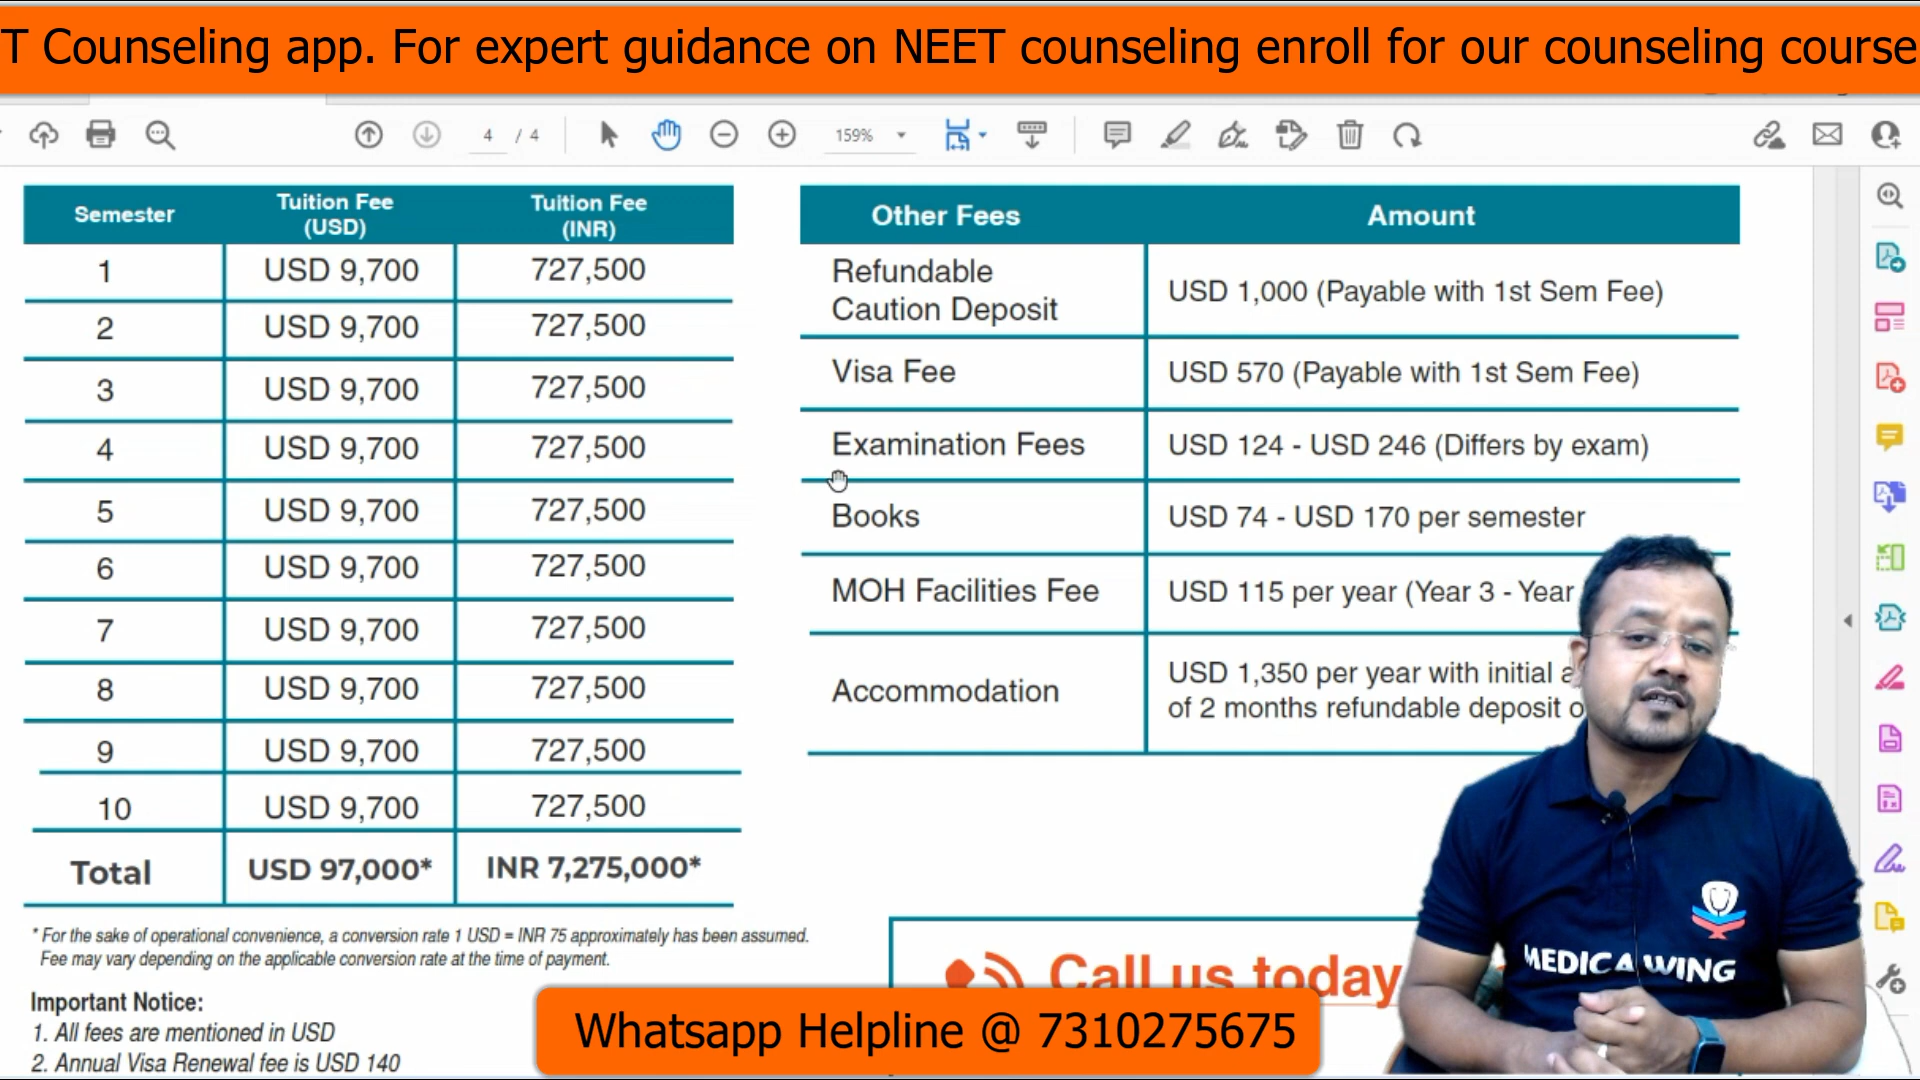 T Counseling app. For expert guidance on NEET counseling enroll for our counseling course
4 / 4
159%
Semester Tuition Fee (USD) Tuition Fee (INR)
1 USD 9,700 727,500
2 USD 9,700 727,500
3 USD 9,700 727,500
4 USD 9,700 727,500
5 USD 9,700 727,500
6 USD 9,700 727,500
7 USD 9,700 727,500
8 USD 9,700 727,500
9 USD 9,700 727,500
10 USD 9,700 727,500
Total USD 97,000* INR 7,275,000*
* For the sake of operational convenience, a conversion rate 1 USD = INR 75 approximately has been assumed.
Fee may vary depending on the applicable conversion rate at the time of payment.
Important Notice:
1. All fees are mentioned in USD
2. Annual Visa Renewal fee is USD 140
Other Fees Amount
Refundable Caution Deposit USD 1,000 (Payable with 1st Sem Fee)
Visa Fee USD 570 (Payable with 1st Sem Fee)
Examination Fees USD 124 - USD 246 (Differs by exam)
Books USD 74 - USD 170 per semester
MOH Facilities Fee USD 115 per year (Year 3 - Year
Accommodation USD 1,350 per year with initial
of 2 months refundable deposit
Call us today
MEDICA WING
Whatsapp Helpline @ 7310275675